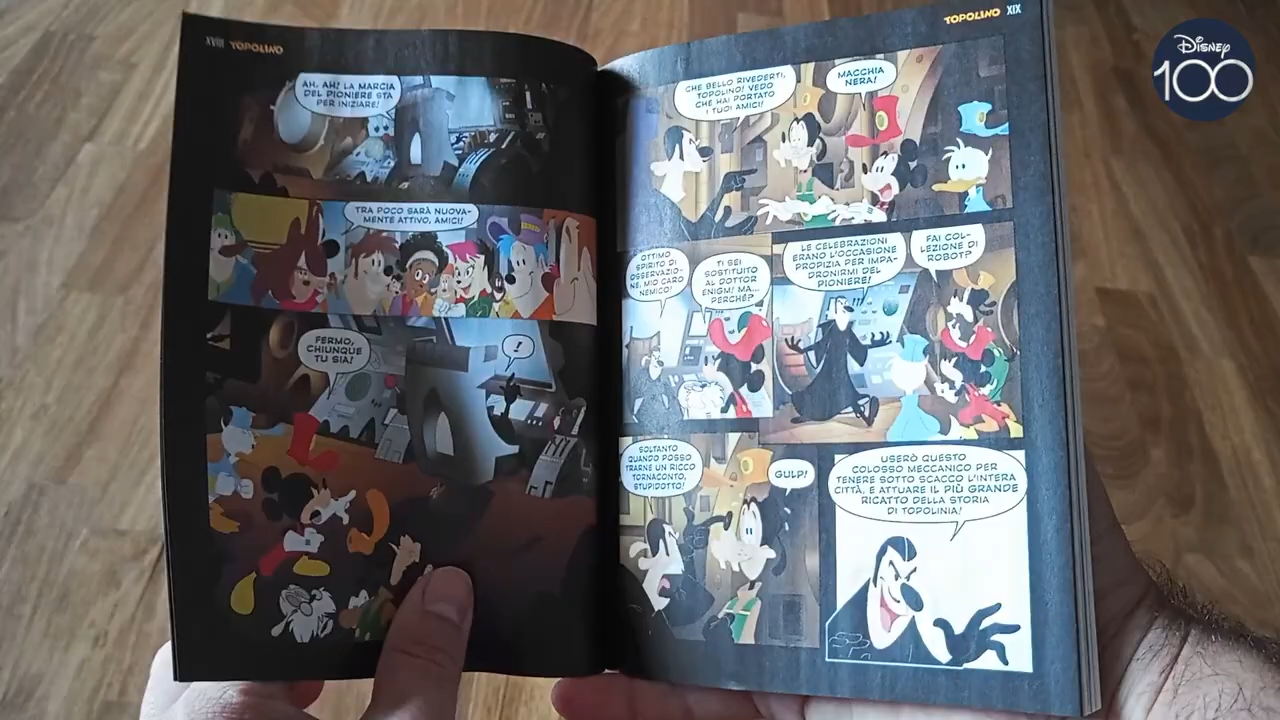 XVIII TOPOLINO
AH, AH! LA MARCIA
DEL PIONIERE STA
PER INIZIARE!
TRA POCO SARÀ NUOVA-
MENTE ATTIVO, AMICI!
FERMO,
CHIUNQUE
TU SIA!
!
TOPOLINO XIX
CHE BELLO RIVEDERTI,
TOPOLINO! VEDO
CHE HAI PORTATO
I TUOI AMICI!
MACCHIA
NERA!
OTTIMO
SPIRITO DI
OSSERVAZIO-
NE, MIO CARO
NEMICO!
TI SEI
SOSTITUITO
AL DOTTOR
ENIGM! MA...
PERCHÉ?
LE CELEBRAZIONI
ERANO L'OCCASIONE
PROPIZIA PER IMPA-
DRONIRMI DEL
PIONIERE!
FAI COL-
LEZIONE DI
ROBOT?
SOLTANTO
QUANDO POSSO
TRARNE UN RICCO
TORNACONTO,
STUPIDOTTO!
GULP!
USERÒ QUESTO
COLOSSO MECCANICO PER
TENERE SOTTO SCACCO L'INTERA
CITTÀ, E ATTUARE IL PIÙ GRANDE
RICATTO DELLA STORIA
DI TOPOLINIA!
DISNEY
100